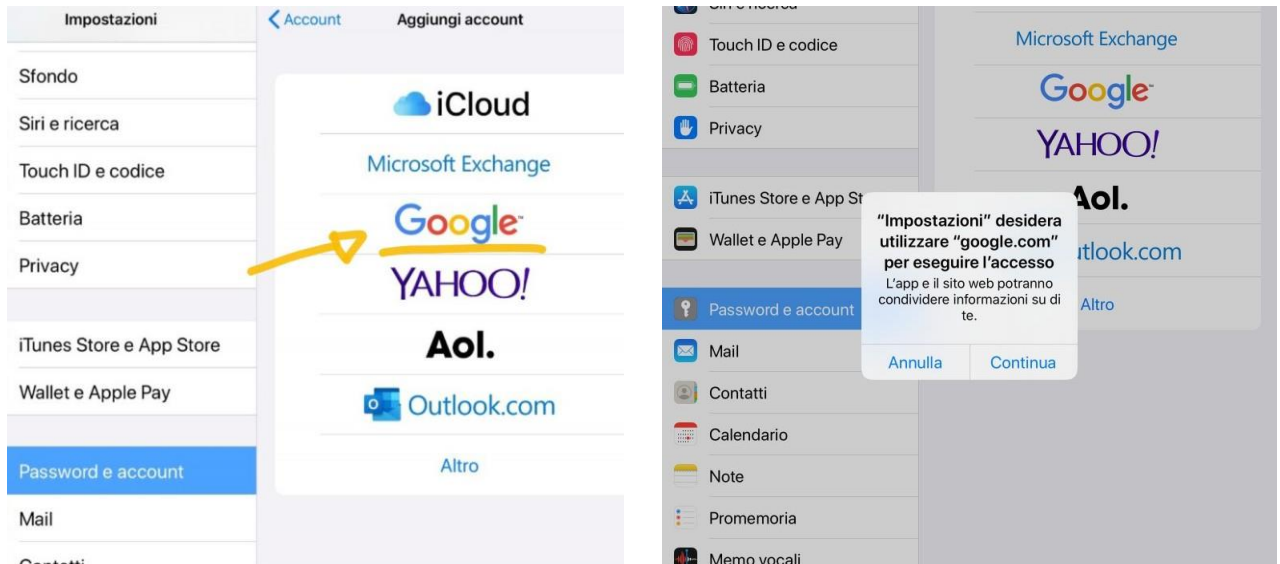 Impostazioni
Account
Aggiungi account
Sfondo
Siri e ricerca
Touch ID e codice
Batteria
Privacy
iTunes Store e App Store
Wallet e Apple Pay
Password e account
Mail
iCloud
Microsoft Exchange
Google
YAHOO!
Aol.
Outlook.com
Altro
Touch ID e codice
Batteria
Privacy
iTunes Store e App St
Wallet e Apple Pay
Password e account
Mail
Contatti
Calendario
Note
Promemoria
Memo vocali
Microsoft Exchange
Google
YAHOO!
Aol.
utlook.com
Altro
“Impostazioni” desidera
utilizzare “google.com”
per eseguire l’accesso
L’app e il sito web potranno
condividere informazioni su di
te.
Annulla
Continua